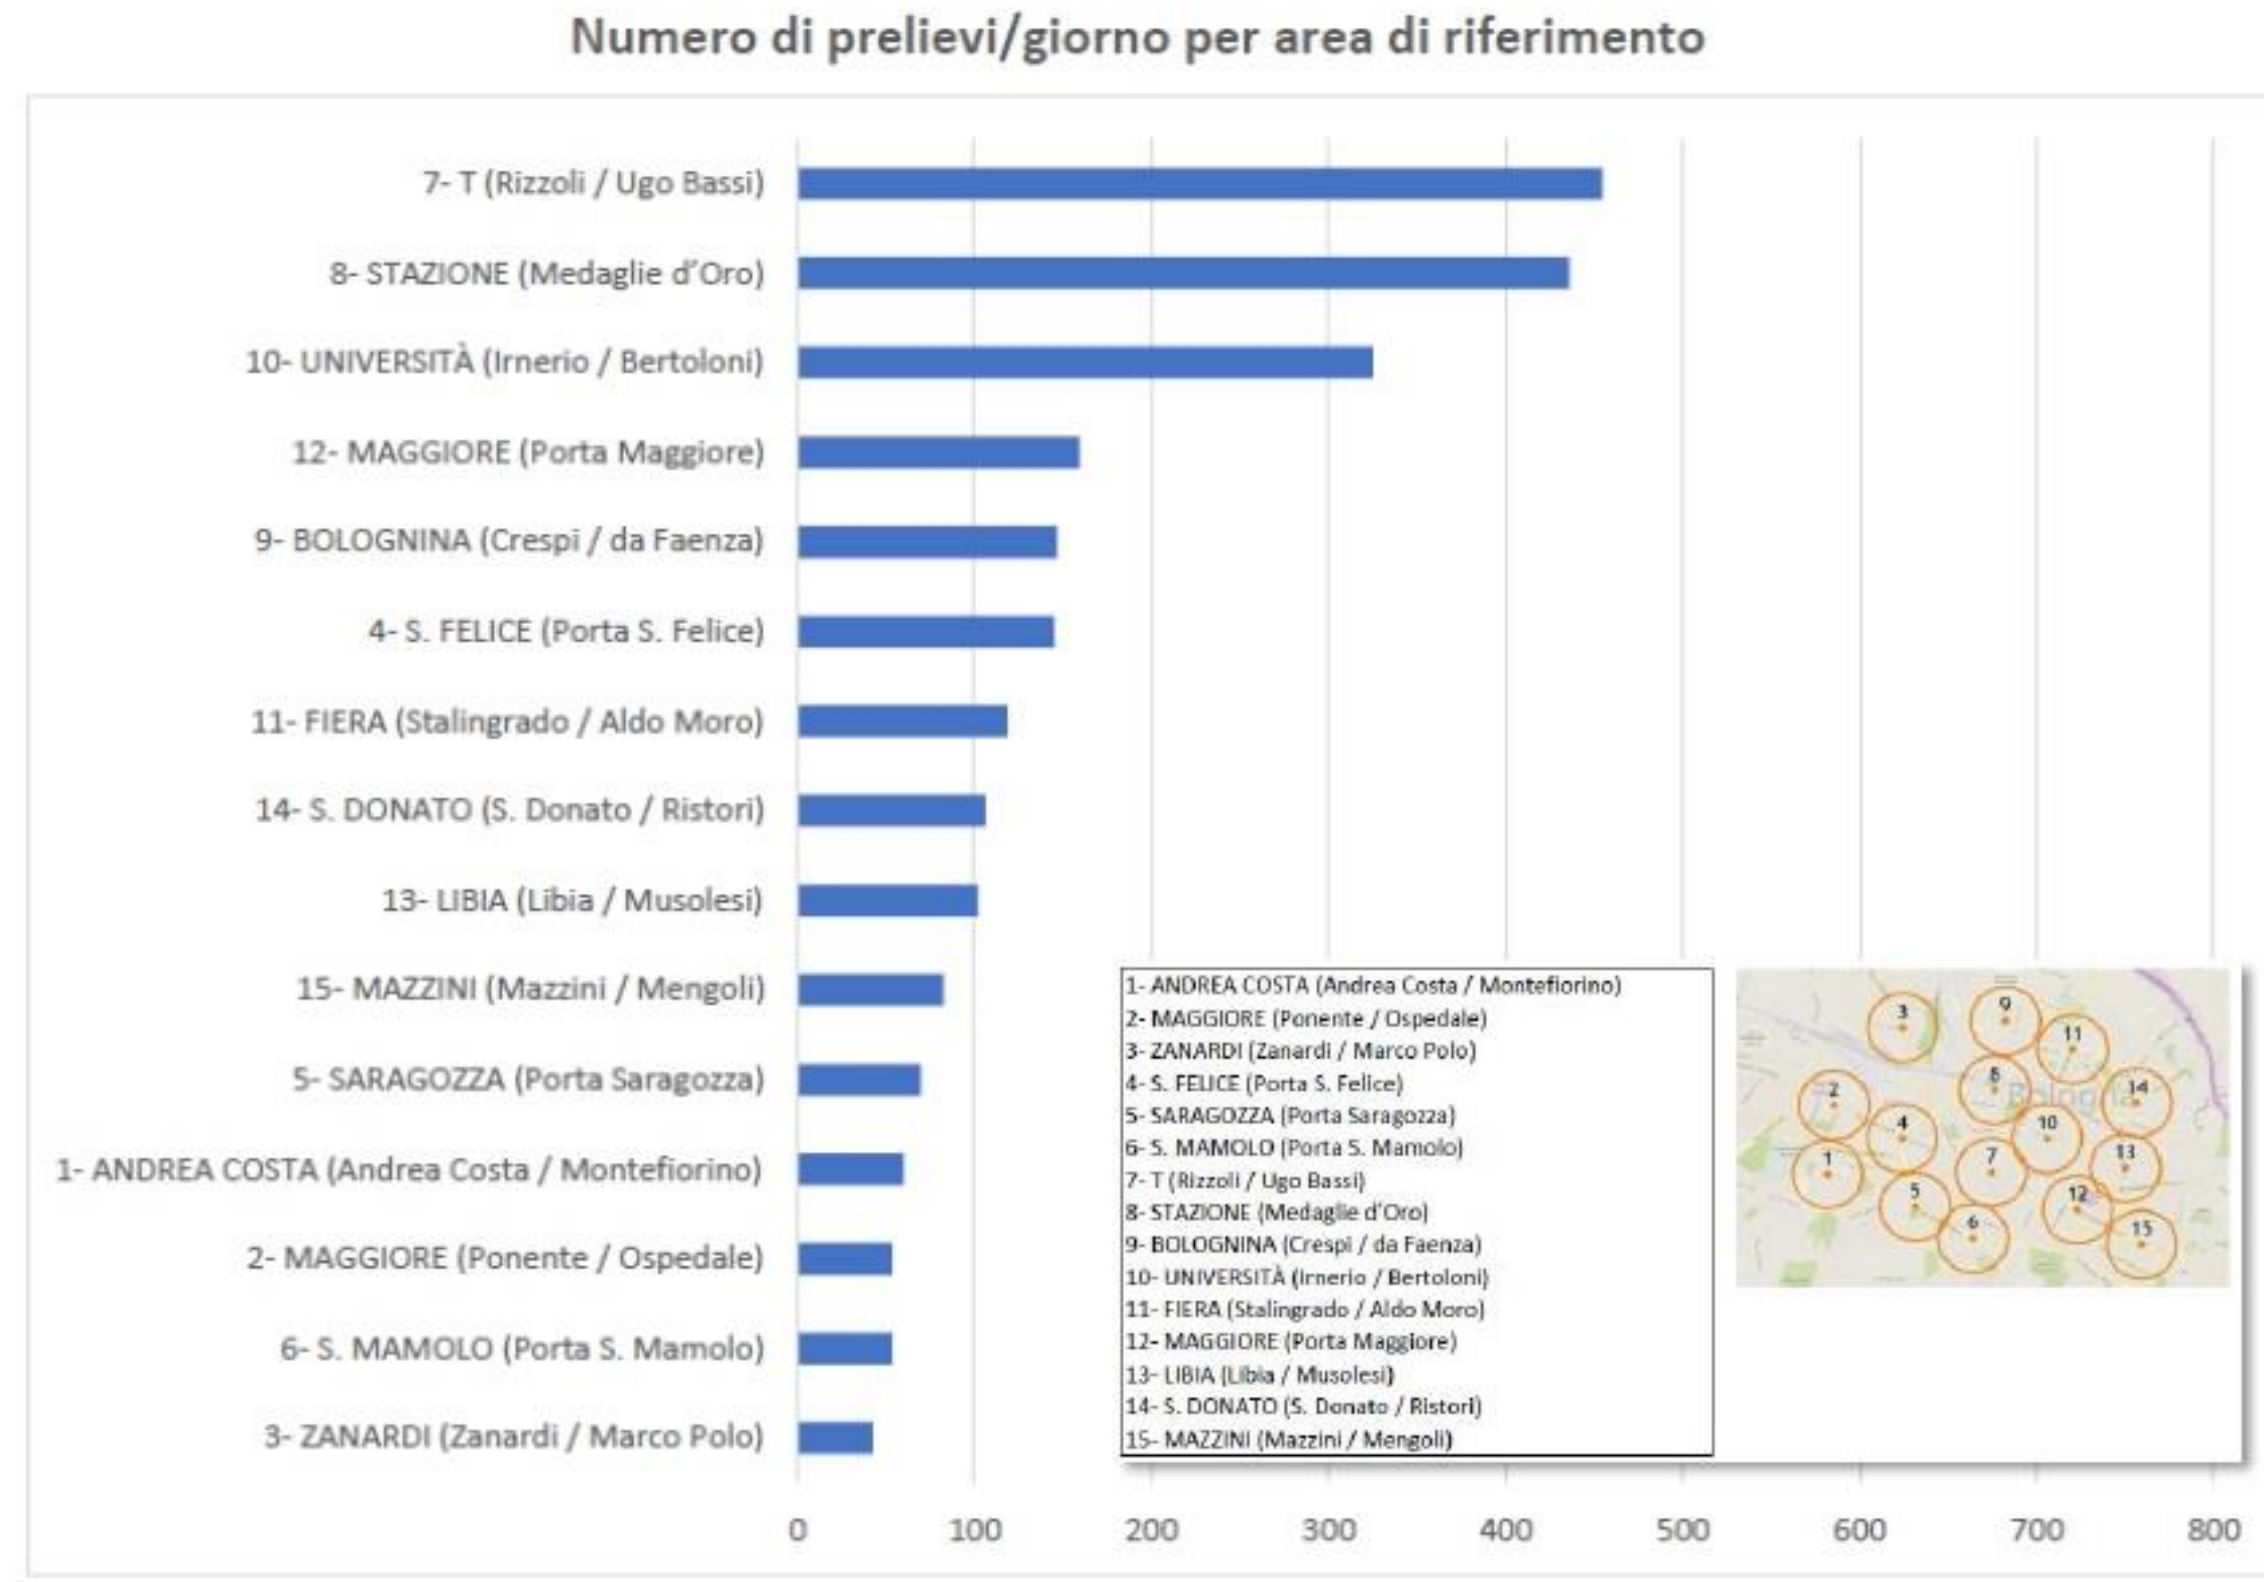 Numero di prelievi/giorno per area di riferimento
7- T (Rizzoli / Ugo Bassi)
8- STAZIONE (Medaglie d’Oro)
10- UNIVERSITÀ (Irnerio / Bertoloni)
12- MAGGIORE (Porta Maggiore)
9- BOLOGNINA (Crespi / da Faenza)
4- S. FELICE (Porta S. Felice)
11- FIERA (Stalingrado / Aldo Moro)
14- S. DONATO (S. Donato / Ristori)
13- LIBIA (Libia / Musolesi)
15- MAZZINI (Mazzini / Mengoli)
5- SARAGOZZA (Porta Saragozza)
1- ANDREA COSTA (Andrea Costa / Montefiorino)
2- MAGGIORE (Ponente / Ospedale)
6- S. MAMOLO (Porta S. Mamolo)
3- ZANARDI (Zanardi / Marco Polo)
0 100 200 300 400 500 600 700 800
1- ANDREA COSTA (Andrea Costa / Montefiorino)
2- MAGGIORE (Ponente / Ospedale)
3- ZANARDI (Zanardi / Marco Polo)
4- S. FELICE (Porta S. Felice)
5- SARAGOZZA (Porta Saragozza)
6- S. MAMOLO (Porta S. Mamolo)
7- T (Rizzoli / Ugo Bassi)
8- STAZIONE (Medaglie d’Oro)
9- BOLOGNINA (Crespi / da Faenza)
10- UNIVERSITÀ (Irnerio / Bertoloni)
11- FIERA (Stalingrado / Aldo Moro)
12- MAGGIORE (Porta Maggiore)
13- LIBIA (Libia / Musolesi)
14- S. DONATO (S. Donato / Ristori)
15- MAZZINI (Mazzini / Mengoli)
3
9
11
8
2
Bologna
14
4
10
1
7
13
5
12
6
15